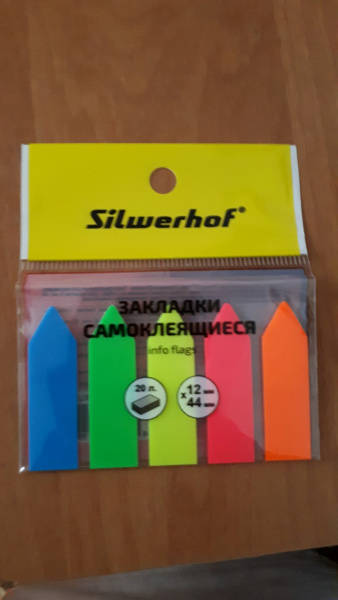 Silwerhof®
ЗАКЛАДКИ
САМОКЛЕЯЩИЕСЯ
info flags
20 л.
x 12 мм
44 мм